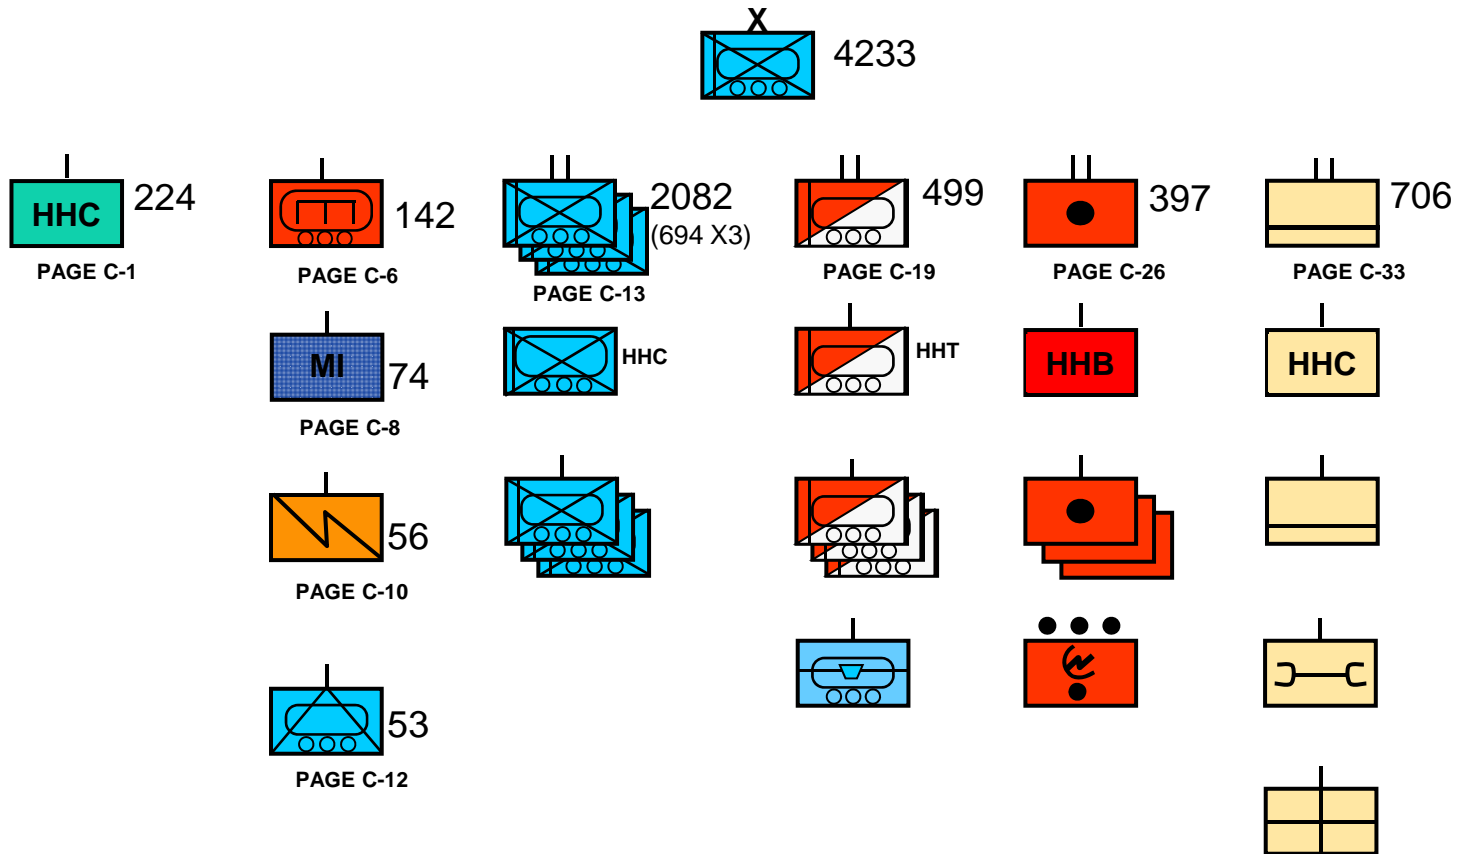 X
4233
HHC 224
PAGE C-1
142
PAGE C-6
2082
(694 X3)
PAGE C-13
499
PAGE C-19
397
PAGE C-26
706
PAGE C-33
MI 74
PAGE C-8
HHC
HHT
HHB
HHC
56
PAGE C-10
53
PAGE C-12